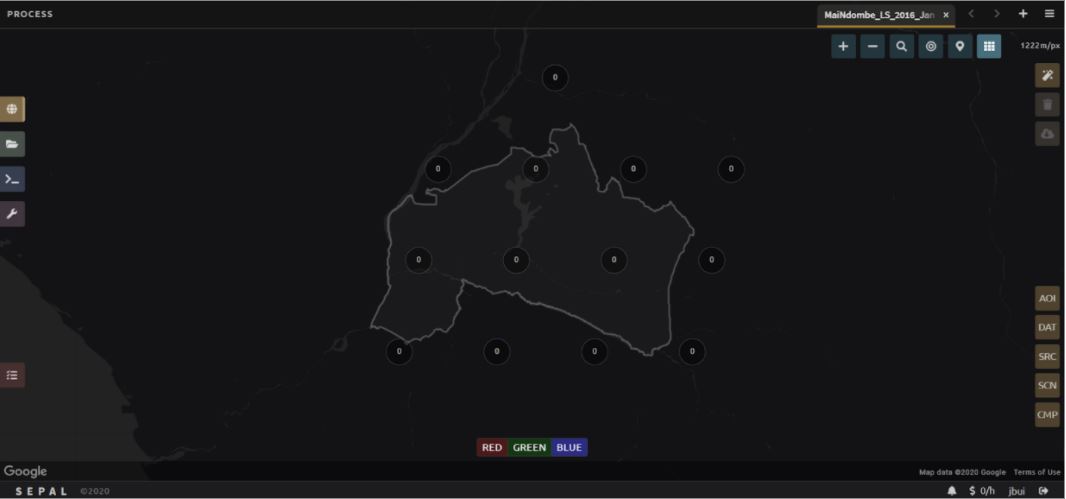 PROCESS
MaiNdombe_LS_2016_Jan
1222m/px
0
0 0 0 0
0 0 0 0
0 0 0 0
AOI
DAT
SRC
SCN
CMP
RED GREEN BLUE
Google
Map data ©2020 Google Terms of Use
SEPAL ©2020
$ 0/h jbui